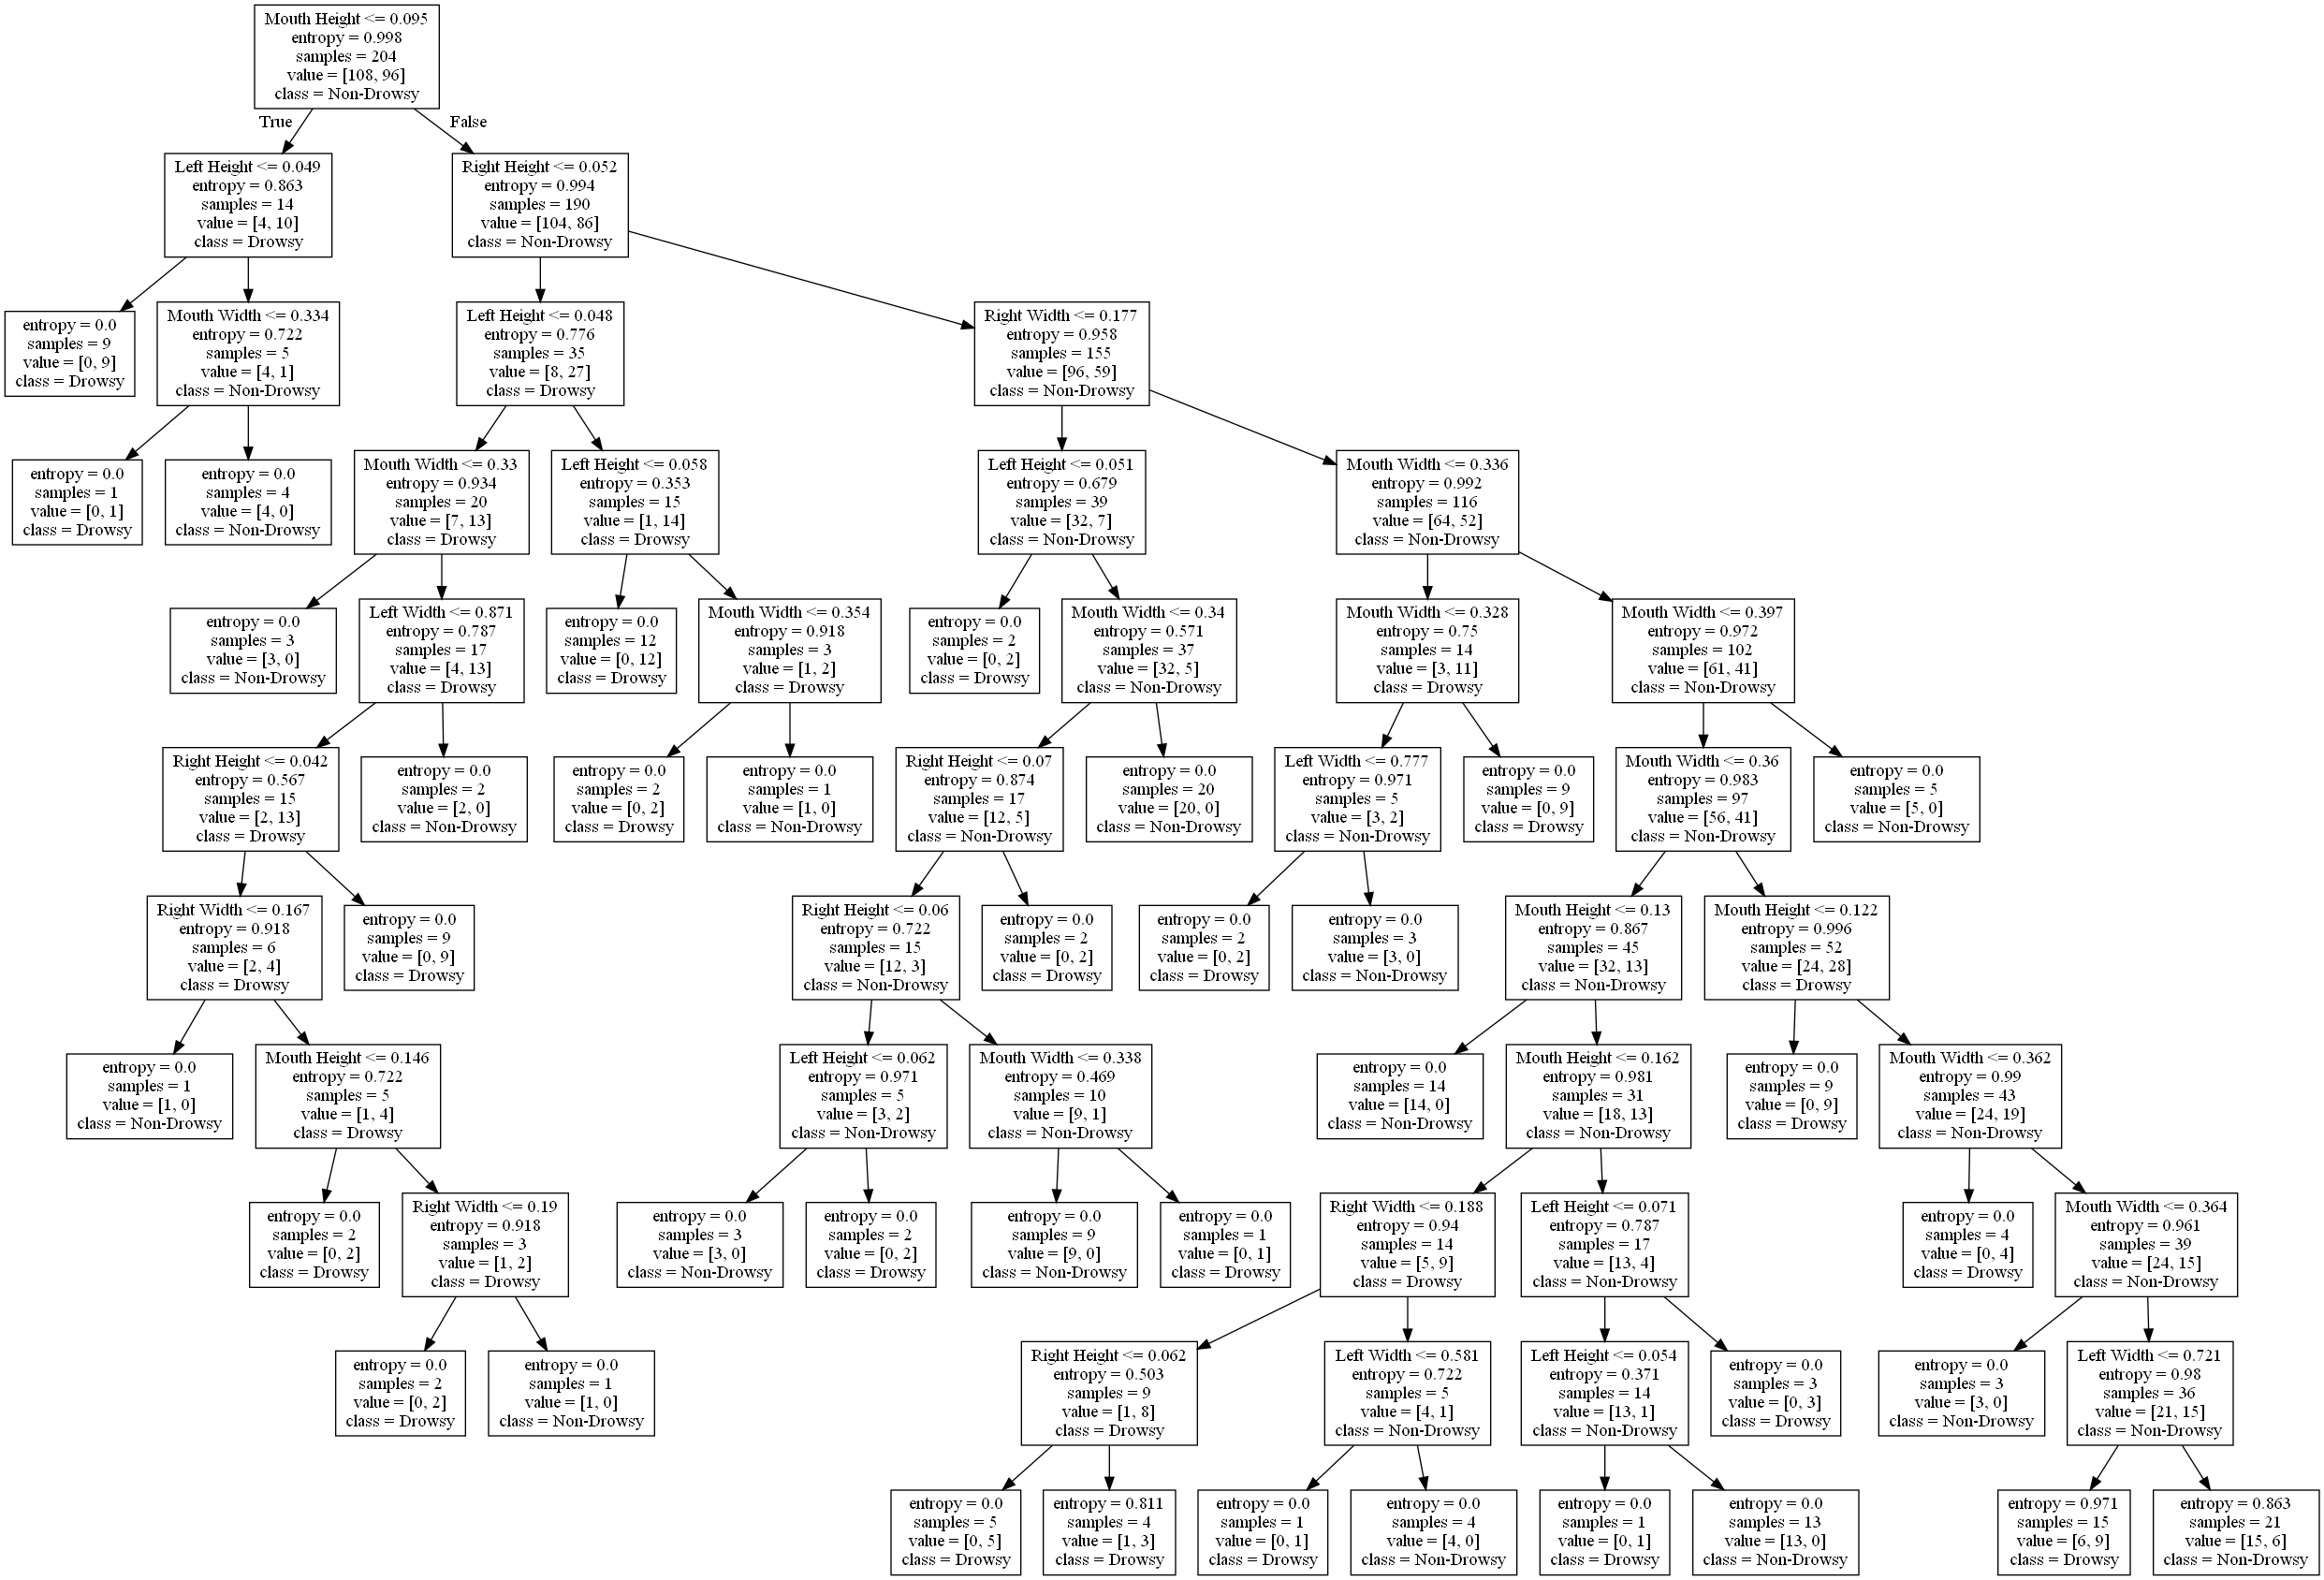 Mouth Height <= 0.095
entropy = 0.998
samples = 204
value = [108, 96]
class = Non-Drowsy
True
False
Left Height <= 0.049
entropy = 0.863
samples = 14
value = [4, 10]
class = Drowsy
Right Height <= 0.052
entropy = 0.994
samples = 190
value = [104, 86]
class = Non-Drowsy
entropy = 0.0
samples = 9
value = [0, 9]
class = Drowsy
Mouth Width <= 0.334
entropy = 0.722
samples = 5
value = [4, 1]
class = Non-Drowsy
Left Height <= 0.048
entropy = 0.776
samples = 35
value = [8, 27]
class = Drowsy
Right Width <= 0.177
entropy = 0.958
samples = 155
value = [96, 59]
class = Non-Drowsy
entropy = 0.0
samples = 1
value = [0, 1]
class = Drowsy
entropy = 0.0
samples = 4
value = [4, 0]
class = Non-Drowsy
Mouth Width <= 0.33
entropy = 0.934
samples = 20
value = [7, 13]
class = Drowsy
Left Height <= 0.058
entropy = 0.353
samples = 15
value = [1, 14]
class = Drowsy
Left Height <= 0.051
entropy = 0.679
samples = 39
value = [32, 7]
class = Non-Drowsy
Mouth Width <= 0.336
entropy = 0.992
samples = 116
value = [64, 52]
class = Non-Drowsy
entropy = 0.0
samples = 3
value = [3, 0]
class = Non-Drowsy
Left Width <= 0.871
entropy = 0.787
samples = 17
value = [4, 13]
class = Drowsy
entropy = 0.0
samples = 12
value = [0, 12]
class = Drowsy
Mouth Width <= 0.354
entropy = 0.918
samples = 3
value = [1, 2]
class = Drowsy
entropy = 0.0
samples = 2
value = [0, 2]
class = Drowsy
Mouth Width <= 0.34
entropy = 0.571
samples = 37
value = [32, 5]
class = Non-Drowsy
Mouth Width <= 0.328
entropy = 0.75
samples = 14
value = [3, 11]
class = Drowsy
Mouth Width <= 0.397
entropy = 0.972
samples = 102
value = [61, 41]
class = Non-Drowsy
Right Height <= 0.042
entropy = 0.567
samples = 15
value = [2, 13]
class = Drowsy
entropy = 0.0
samples = 2
value = [2, 0]
class = Non-Drowsy
entropy = 0.0
samples = 2
value = [0, 2]
class = Drowsy
entropy = 0.0
samples = 1
value = [1, 0]
class = Non-Drowsy
Right Height <= 0.07
entropy = 0.874
samples = 17
value = [12, 5]
class = Non-Drowsy
entropy = 0.0
samples = 20
value = [20, 0]
class = Non-Drowsy
Left Width <= 0.777
entropy = 0.971
samples = 5
value = [3, 2]
class = Non-Drowsy
entropy = 0.0
samples = 9
value = [0, 9]
class = Drowsy
Mouth Width <= 0.36
entropy = 0.983
samples = 97
value = [56, 41]
class = Non-Drowsy
entropy = 0.0
samples = 5
value = [5, 0]
class = Non-Drowsy
Right Width <= 0.167
entropy = 0.918
samples = 6
value = [2, 4]
class = Drowsy
entropy = 0.0
samples = 9
value = [0, 9]
class = Drowsy
Right Height <= 0.06
entropy = 0.722
samples = 15
value = [12, 3]
class = Non-Drowsy
entropy = 0.0
samples = 2
value = [0, 2]
class = Drowsy
entropy = 0.0
samples = 2
value = [0, 2]
class = Drowsy
entropy = 0.0
samples = 3
value = [3, 0]
class = Non-Drowsy
Mouth Height <= 0.13
entropy = 0.867
samples = 45
value = [32, 13]
class = Non-Drowsy
Mouth Height <= 0.122
entropy = 0.996
samples = 52
value = [24, 28]
class = Drowsy
entropy = 0.0
samples = 1
value = [1, 0]
class = Non-Drowsy
Mouth Height <= 0.146
entropy = 0.722
samples = 5
value = [1, 4]
class = Drowsy
Left Height <= 0.062
entropy = 0.971
samples = 5
value = [3, 2]
class = Non-Drowsy
Mouth Width <= 0.338
entropy = 0.469
samples = 10
value = [9, 1]
class = Non-Drowsy
entropy = 0.0
samples = 14
value = [14, 0]
class = Non-Drowsy
Mouth Height <= 0.162
entropy = 0.981
samples = 31
value = [18, 13]
class = Non-Drowsy
entropy = 0.0
samples = 9
value = [0, 9]
class = Drowsy
Mouth Width <= 0.362
entropy = 0.99
samples = 43
value = [24, 19]
class = Non-Drowsy
entropy = 0.0
samples = 2
value = [0, 2]
class = Drowsy
Right Width <= 0.19
entropy = 0.918
samples = 3
value = [1, 2]
class = Drowsy
entropy = 0.0
samples = 3
value = [3, 0]
class = Non-Drowsy
entropy = 0.0
samples = 2
value = [0, 2]
class = Drowsy
entropy = 0.0
samples = 9
value = [9, 0]
class = Non-Drowsy
entropy = 0.0
samples = 1
value = [0, 1]
class = Drowsy
Right Width <= 0.188
entropy = 0.94
samples = 14
value = [5, 9]
class = Drowsy
Left Height <= 0.071
entropy = 0.787
samples = 17
value = [13, 4]
class = Non-Drowsy
entropy = 0.0
samples = 4
value = [0, 4]
class = Drowsy
Mouth Width <= 0.364
entropy = 0.961
samples = 39
value = [24, 15]
class = Non-Drowsy
entropy = 0.0
samples = 2
value = [0, 2]
class = Drowsy
entropy = 0.0
samples = 1
value = [1, 0]
class = Non-Drowsy
Right Height <= 0.062
entropy = 0.503
samples = 9
value = [1, 8]
class = Drowsy
Left Width <= 0.581
entropy = 0.722
samples = 5
value = [4, 1]
class = Non-Drowsy
Left Height <= 0.054
entropy = 0.371
samples = 14
value = [13, 1]
class = Non-Drowsy
entropy = 0.0
samples = 3
value = [0, 3]
class = Drowsy
entropy = 0.0
samples = 3
value = [3, 0]
class = Non-Drowsy
Left Width <= 0.721
entropy = 0.98
samples = 36
value = [21, 15]
class = Non-Drowsy
entropy = 0.0
samples = 5
value = [0, 5]
class = Drowsy
entropy = 0.811
samples = 4
value = [1, 3]
class = Drowsy
entropy = 0.0
samples = 1
value = [0, 1]
class = Drowsy
entropy = 0.0
samples = 4
value = [4, 0]
class = Non-Drowsy
entropy = 0.0
samples = 1
value = [0, 1]
class = Drowsy
entropy = 0.0
samples = 13
value = [13, 0]
class = Non-Drowsy
entropy = 0.971
samples = 15
value = [6, 9]
class = Drowsy
entropy = 0.863
samples = 21
value = [15, 6]
class = Non-Drowsy